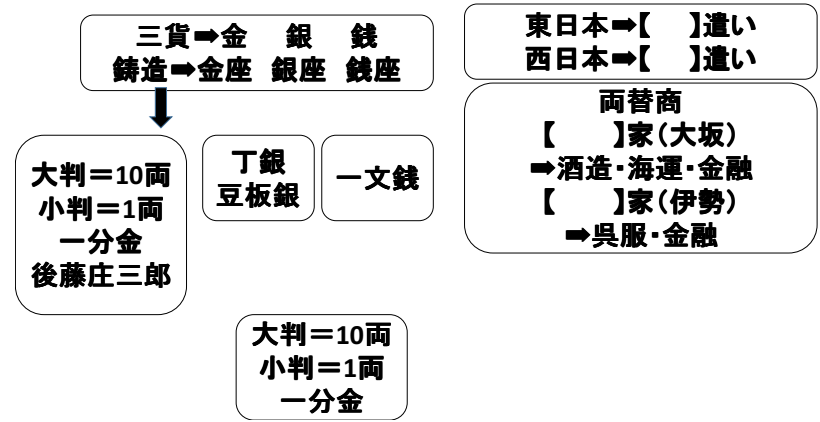 三貨➡金　銀　銭
鋳造➡金座 銀座 銭座
大判＝10両
小判＝1両
一分金
後藤庄三郎
丁銀
豆板銀
一文銭
大判＝10両
小判＝1両
一分金
東日本➡【　】遣い
西日本➡【　】遣い
両替商
【　　】家（大坂）
➡酒造・海運・金融
【　　】家（伊勢）
➡呉服・金融